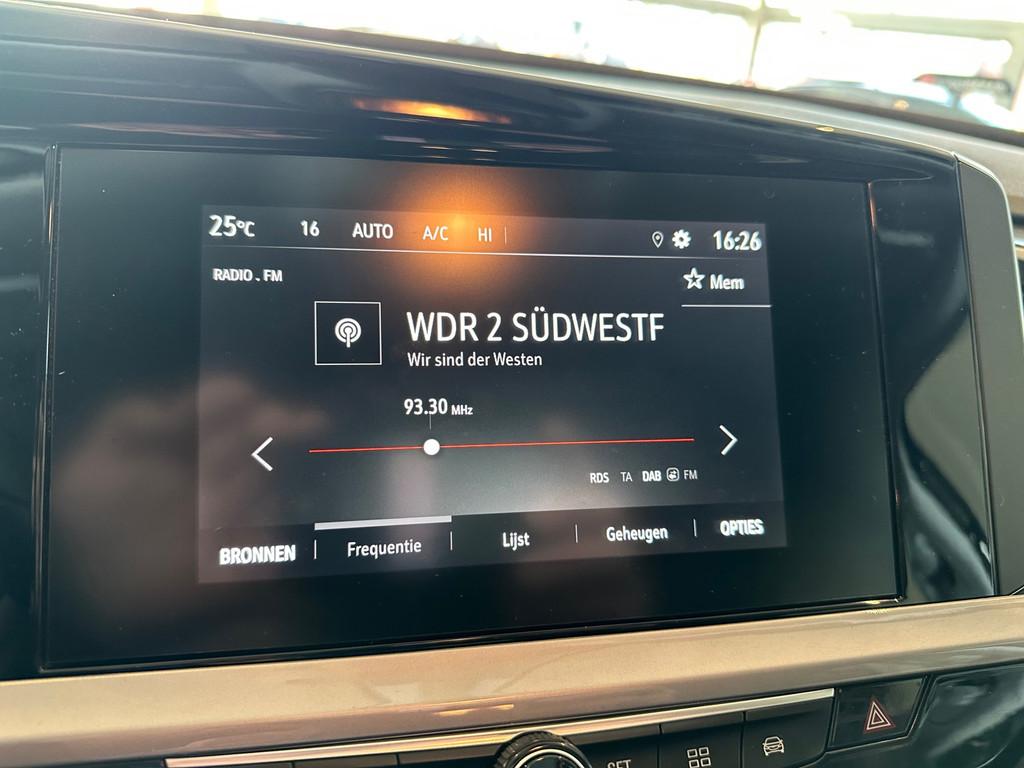 25°C 16 AUTO A/C HI 16:26
RADIO . FM
Mem
WDR 2 SÜDWESTF
Wir sind der Westen
93.30 MHz
RDS TA DAB FM
BRONNEN Frequentie Lijst Geheugen OPTIES
SET